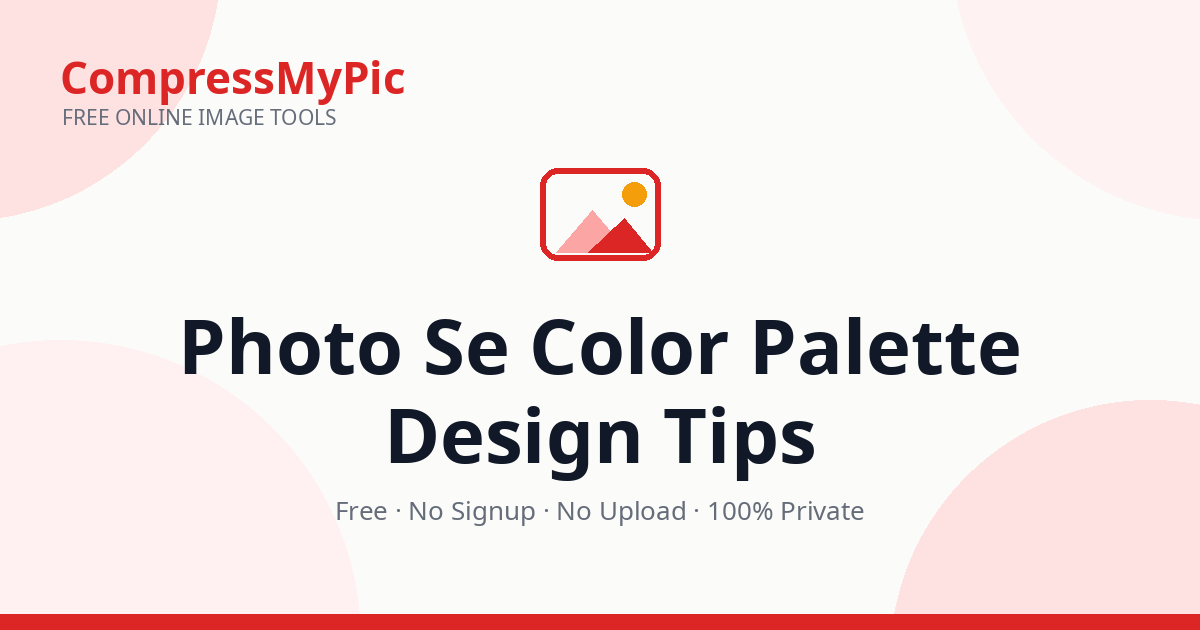 CompressMyPic
FREE ONLINE IMAGE TOOLS
Photo Se Color Palette
Design Tips
Free · No Signup · No Upload · 100% Private